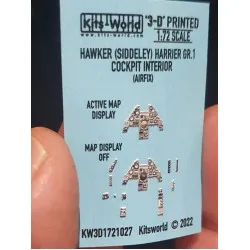 Kits-World '3-D' PRINTED
www.kits-world.com 1:72 SCALE
HAWKER (SIDDELEY) HARRIER GR.1
COCKPIT INTERIOR
(AIRFIX)
ACTIVE MAP
DISPLAY
MAP DISPLAY
OFF
KW3D1721027 Kitsworld © 2022